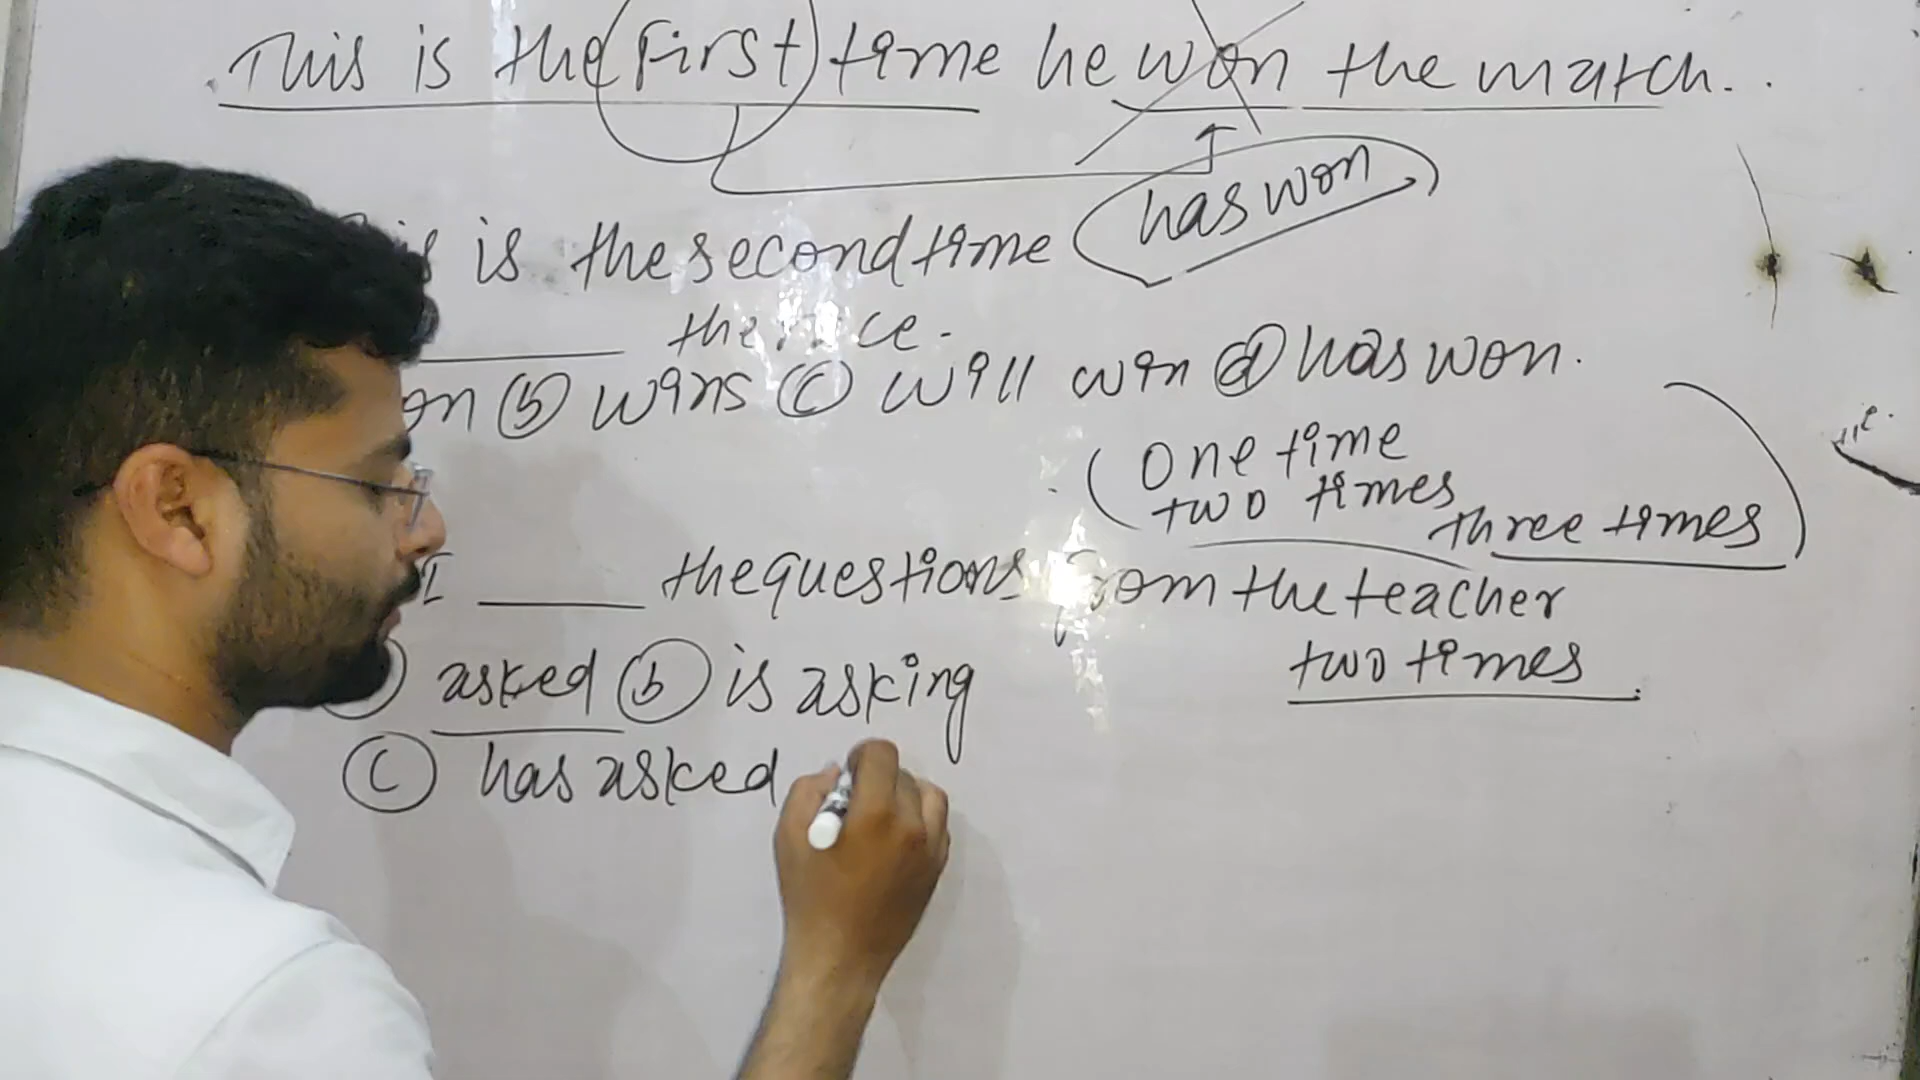 This is the First time he won the match.
has won
is the second time
the race.
on (b) wins (c) will win (d) has won.
(one time
two times
three times)
I ____ the questions from the teacher
two times.
asked (b) is asking
(c) has asked